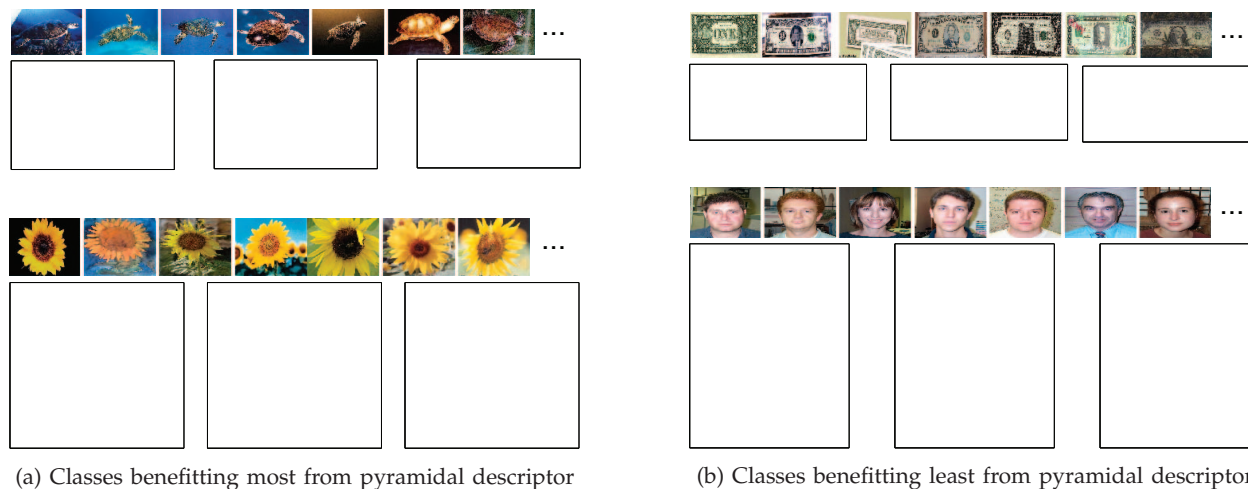 ...
...
...
...
(a) Classes benefitting most from pyramidal descriptor
(b) Classes benefitting least from pyramidal descriptor